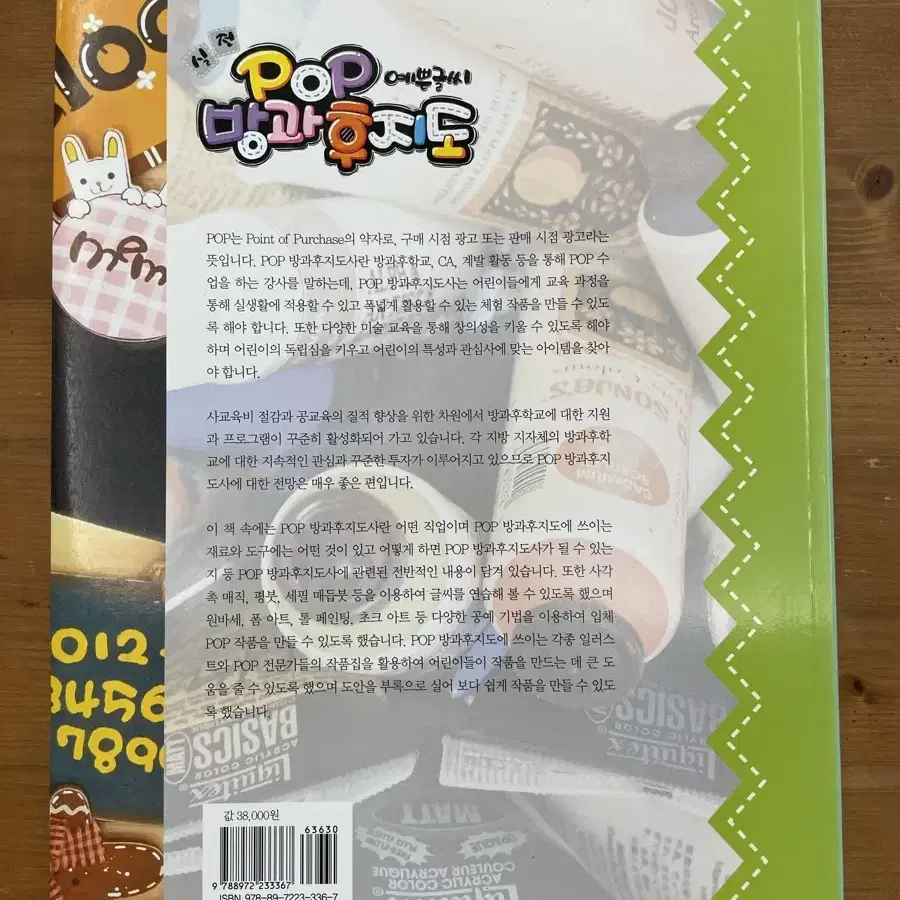 실전
POP 예쁜글씨
방과후지도
POP는 Point of Purchase의 약자로, 구매 시점 광고 또는 판매 시점 광고라는
뜻입니다. POP 방과후지도사란 방과후학교, CA, 계발 활동 등을 통해 POP 수
업을 하는 강사를 말하는데, POP 방과후지도사는 어린이들에게 교육 과정을
통해 실생활에 적용할 수 있고 폭넓게 활용할 수 있는 체험 작품을 만들 수 있도
록 해야 합니다. 또한 다양한 미술 교육을 통해 창의성을 키울 수 있도록 해야
하며 어린이의 독립심을 키우고 어린이의 특성과 관심사에 맞는 아이템을 찾아
야 합니다.
사교육비 절감과 공교육의 질적 향상을 위한 차원에서 방과후학교에 대한 지원
과 프로그램이 꾸준히 활성화되어 가고 있습니다. 각 지방 지자체의 방과후학
교에 대한 지속적인 관심과 꾸준한 투자가 이루어지고 있으므로 POP 방과후지
도사에 대한 전망은 매우 좋은 편입니다.
이 책 속에는 POP 방과후지도사란 어떤 직업이며 POP 방과후지도에 쓰이는
재료와 도구에는 어떤 것이 있고 어떻게 하면 POP 방과후지도사가 될 수 있는
지 등 POP 방과후지도사에 관련된 전반적인 내용이 담겨 있습니다. 또한 사각
촉 매직, 평붓, 세필 매듭붓 등을 이용하여 글씨를 연습해 볼 수 있도록 했으며
원바세, 폼 아트, 톨 페인팅, 초크 아트 등 다양한 공예 기법을 이용하여 입체
POP 작품을 만들 수 있도록 했습니다. POP 방과후지도에 쓰이는 각종 일러스
트와 POP 전문가들의 작품집을 활용하여 어린이들이 작품을 만드는 데 큰 도
움을 줄 수 있도록 했으며 도안을 부록으로 실어 보다 쉽게 작품을 만들 수 있도
록 했습니다.
012
3456
7890
SONJA'S
Liquitex
BASICS
ACRYLIC COLOR
MATT
Liquitex
BASICS
ACRYLIC COLOR
MATT
ACRYLIC COLOR
COULEUR ACRYLIQUE
값 38,000원
63630
9 788972 233367
ISBN 978-89-7223-336-7